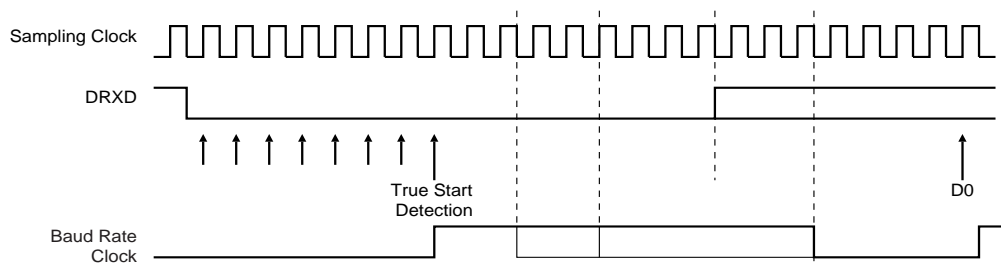 Sampling Clock
DRXD
True Start
Detection
D0
Baud Rate
Clock